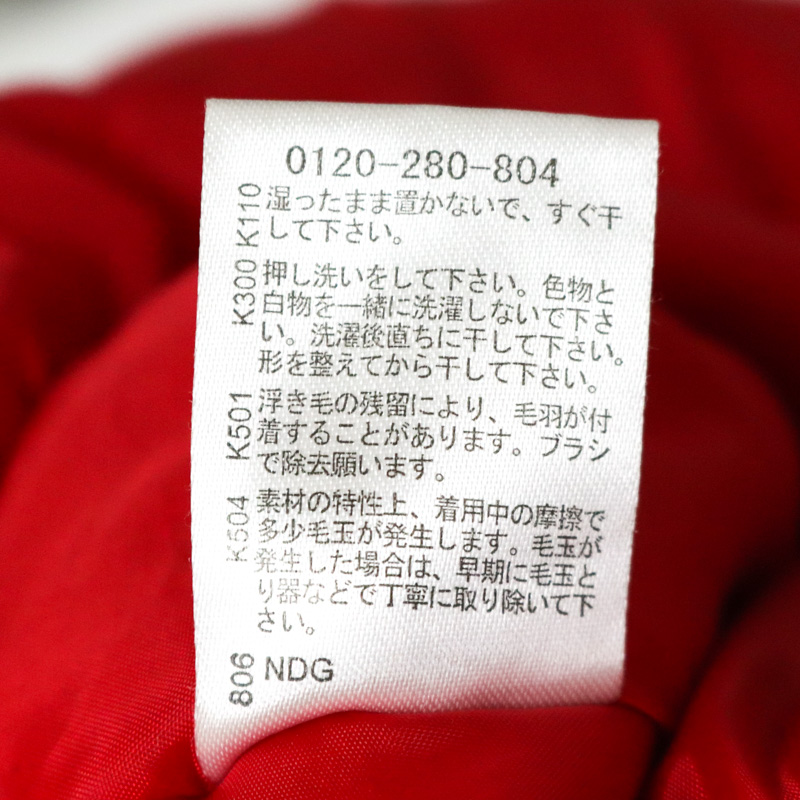 0120-280-804
K110
湿ったまま置かないで、すぐ干
して下さい。
K300
押し洗いをして下さい。色物と
白物を一緒に洗濯しないで下さ
い。洗濯後直ちに干して下さい。
形を整えてから干して下さい。
K501
浮き毛の残留により、毛羽が付
着することがあります。ブラシ
で除去願います。
K504
素材の特性上、着用中の摩擦で
多少毛玉が発生します。毛玉が
発生した場合は、早期に毛玉と
り器などで丁寧に取り除いて下
さい。
806
NDG